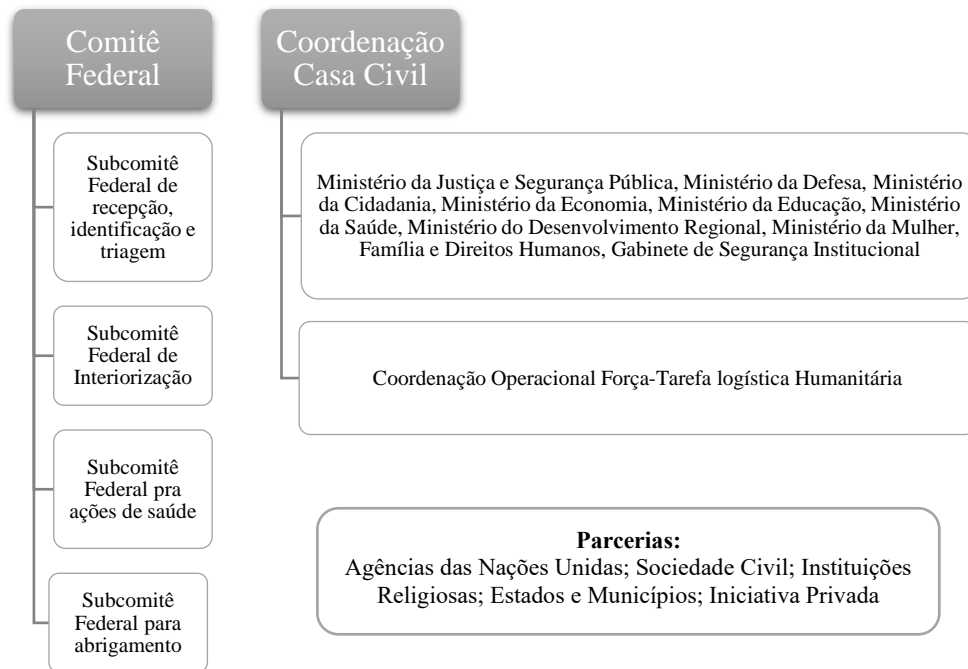 Comitê
Federal
Subcomitê
Federal de
recepção,
identificação e
triagem
Subcomitê
Federal de
Interiorização
Subcomitê
Federal pra
ações de saúde
Subcomitê
Federal para
abrigamento
Coordenação
Casa Civil
Ministério da Justiça e Segurança Pública, Ministério da Defesa, Ministério
da Cidadania, Ministério da Economia, Ministério da Educação, Ministério
da Saúde, Ministério do Desenvolvimento Regional, Ministério da Mulher,
Família e Direitos Humanos, Gabinete de Segurança Institucional
Coordenação Operacional Força-Tarefa logística Humanitária
Parcerias:
Agências das Nações Unidas; Sociedade Civil; Instituições
Religiosas; Estados e Municípios; Iniciativa Privada